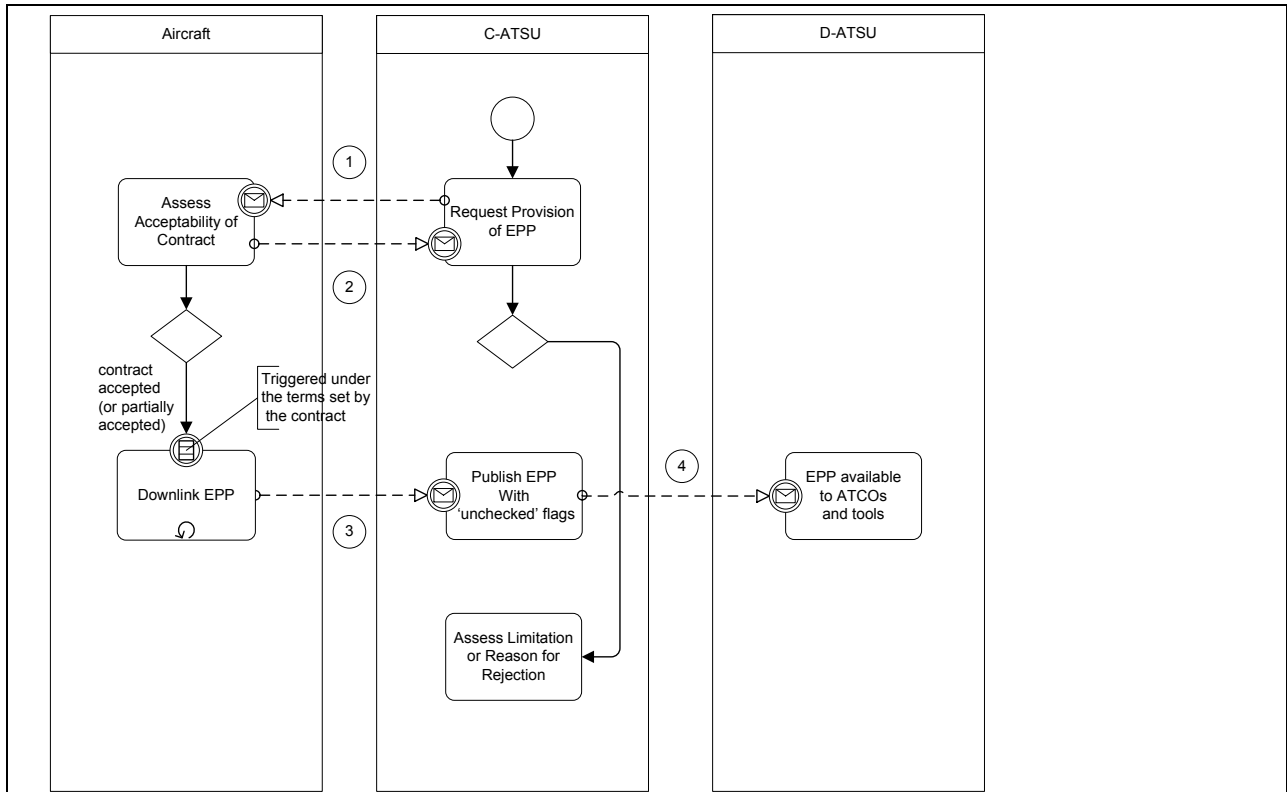 Aircraft
C-ATSU
D-ATSU
1
Assess
Acceptability of
Contract
Request Provision
of EPP
2
contract
accepted
(or partially
accepted)
Triggered under
the terms set by
the contract
Downlink EPP
3
Publish EPP
With
‘unchecked’ flags
4
EPP available
to ATCOs
and tools
Assess Limitation
or Reason for
Rejection